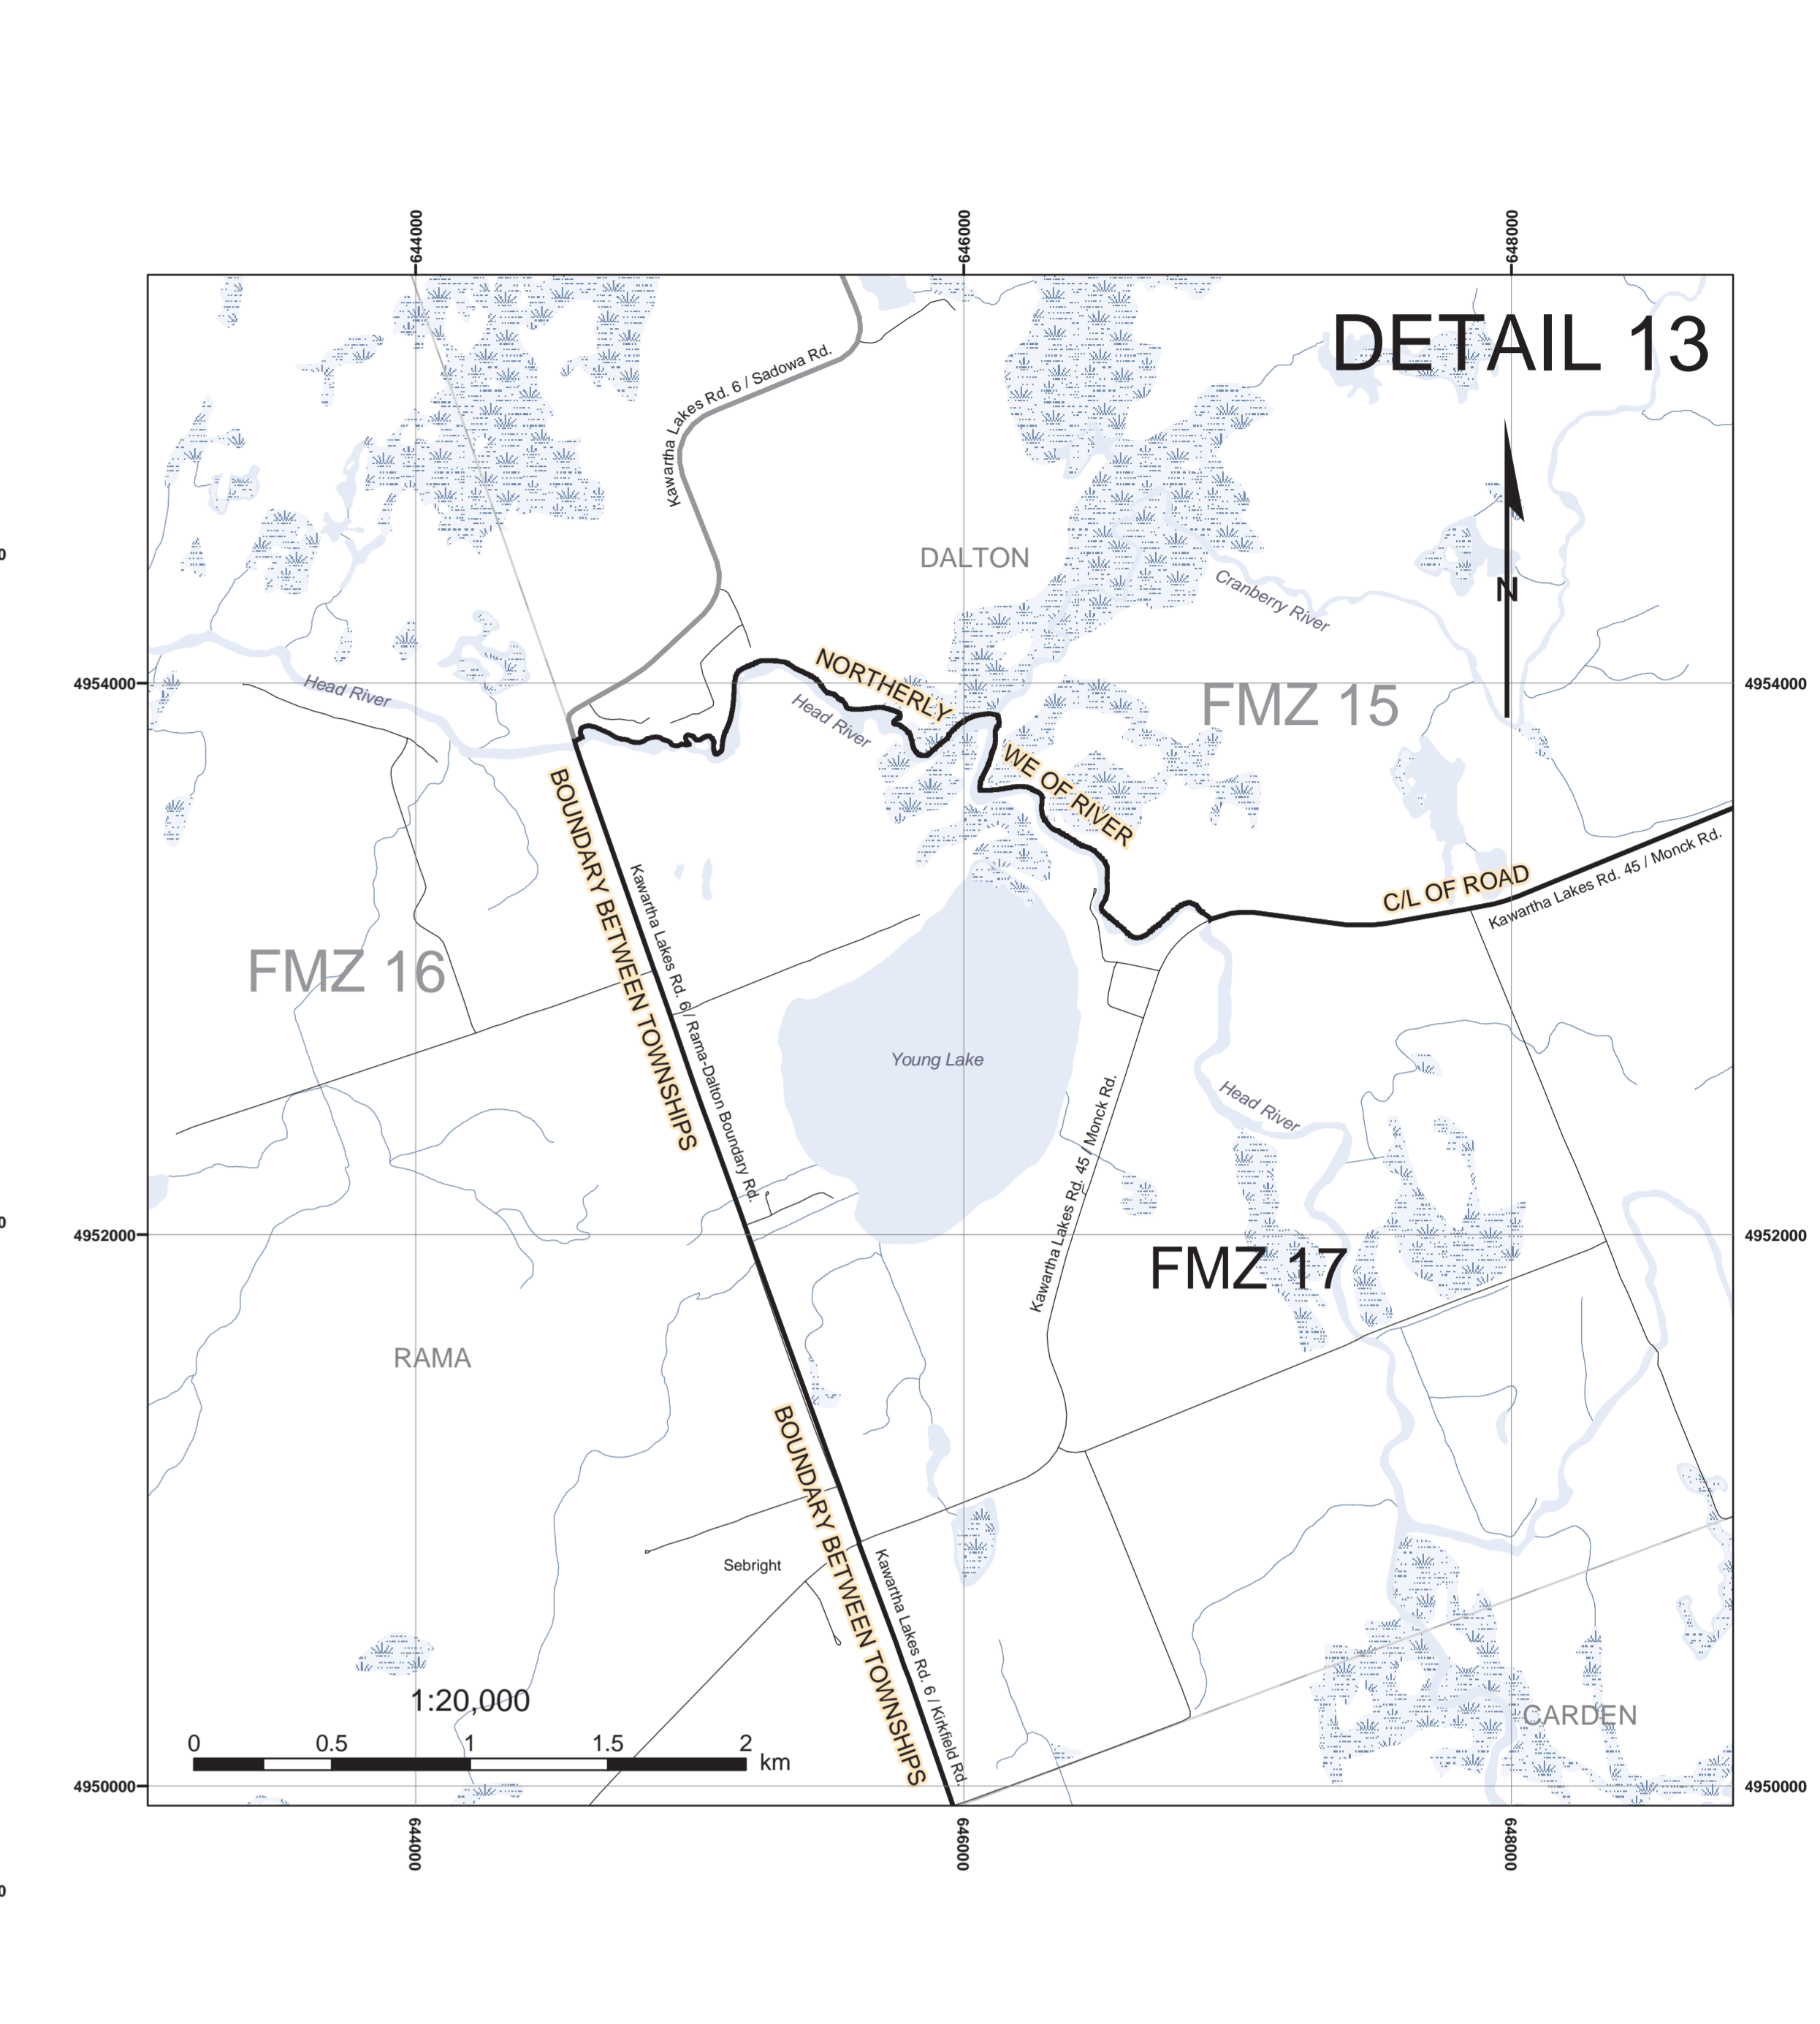 644000
646000
648000
DETAIL 13
Kawartha Lakes Rd. 6 / Sadowa Rd.
DALTON
Cranberry River
N
NORTHERLY
4954000
Head River
Head River
FMZ 15
4954000
WE OF RIVER
BOUNDARY BETWEEN TOWNSHIPS
Kawartha Lakes Rd. 6 / Rama-Dalton Boundary Rd.
C/L OF ROAD
Kawartha Lakes Rd. 45 / Monck Rd.
FMZ 16
Young Lake
Head River
Kawartha Lakes Rd. 45 / Monck Rd.
4952000
FMZ 17
4952000
RAMA
BOUNDARY BETWEEN TOWNSHIPS
Sebright
Kawartha Lakes Rd. 6 / Kirkfield Rd.
1:20,000
CARDEN
0 0.5 1 1.5 2 km
4950000
4950000
644000
646000
648000